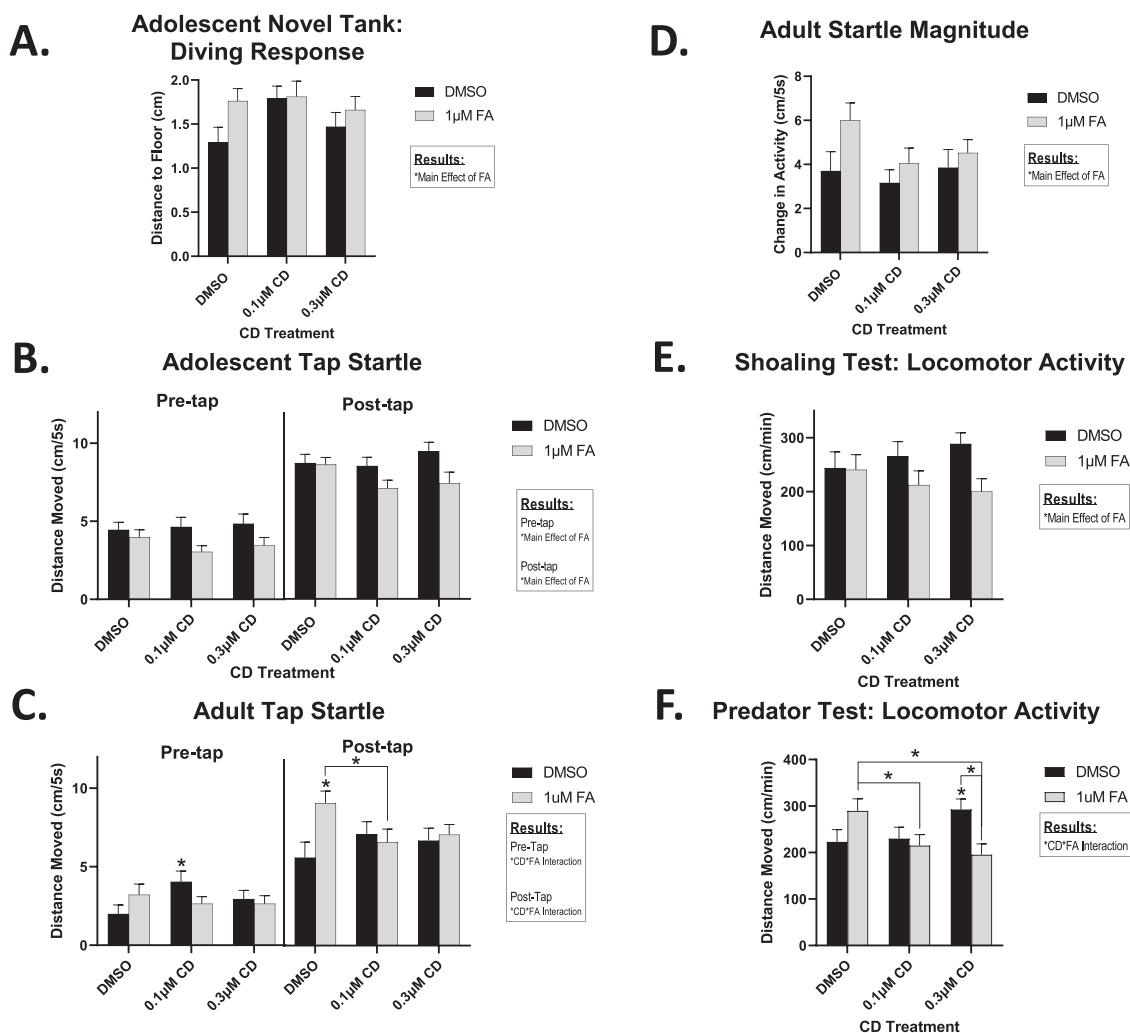 A.
Adolescent Novel Tank:
Diving Response
Distance to Floor (cm)
2.0
1.5
1.0
0.5
0.0
DMSO
0.1μM CD
0.3μM CD
CD Treatment
DMSO
1μM FA
Results:
*Main Effect of FA
D.
Adult Startle Magnitude
Change in Activity (cm/5s)
8
6
4
2
0
DMSO
0.1μM CD
0.3μM CD
CD Treatment
DMSO
1μM FA
Results:
*Main Effect of FA
B.
Adolescent Tap Startle
Pre-tap
Post-tap
Distance Moved (cm/5s)
10
5
0
DMSO
0.1μM CD
0.3μM CD
DMSO
0.1μM CD
0.3μM CD
CD Treatment
DMSO
1μM FA
Results:
Pre-tap
*Main Effect of FA
Post-tap
*Main Effect of FA
E.
Shoaling Test: Locomotor Activity
Distance Moved (cm/min)
300
200
100
0
DMSO
0.1μM CD
0.3μM CD
CD Treatment
DMSO
1μM FA
Results:
*Main Effect of FA
C.
Adult Tap Startle
Pre-tap
Post-tap
Distance Moved (cm/5s)
10
5
0
*
*
*
DMSO
0.1μM CD
0.3μM CD
DMSO
0.1μM CD
0.3μM CD
CD Treatment
DMSO
1uM FA
Results:
Pre-Tap
*CD*FA Interaction
Post-Tap
*CD*FA Interaction
F.
Predator Test: Locomotor Activity
Distance Moved (cm/min)
400
300
200
100
0
*
*
*
*
DMSO
0.1μM CD
0.3μM CD
CD Treatment
DMSO
1uM FA
Results:
*CD*FA Interaction